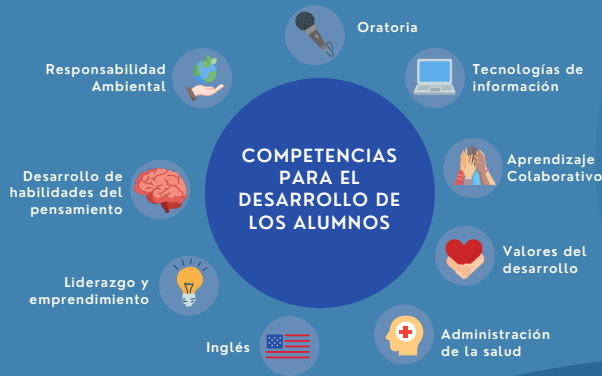 Oratoria
Responsabilidad
Ambiental
Tecnologías de
información
COMPETENCIAS
PARA EL
DESARROLLO DE
LOS ALUMNOS
Aprendizaje
Colaborativo
Desarrollo de
habilidades del
pensamiento
Valores del
desarrollo
Liderazgo y
emprendimiento
Inglés
Administración
de la salud